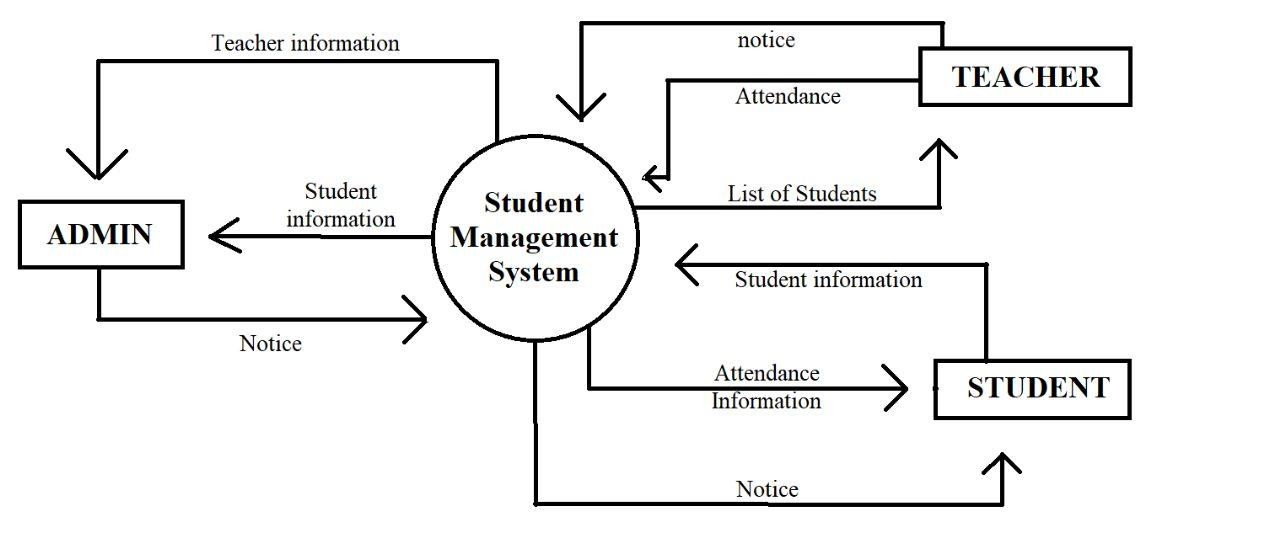 Teacher information
notice
TEACHER
Attendance
Student
information
List of Students
ADMIN
Student
Management
System
Student information
Notice
Attendance
Information
STUDENT
Notice